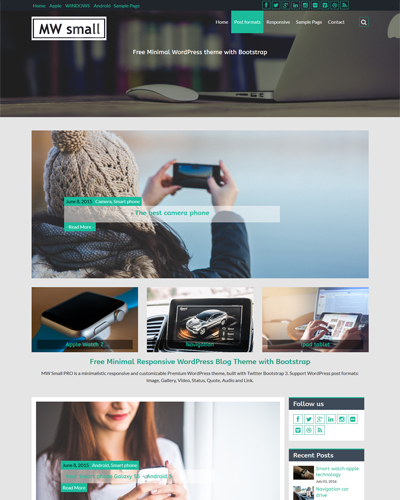 Home Apple WINDOWS Android Sample Page
MW small
Home Post formats Responsive Sample Page Contact
Free Minimal WordPress theme with Bootstrap
June 8, 2015 Camera, Smart phone
The best camera phone
Read More
Apple Watch 2
Navigation
Ipad tablet
Free Minimal Responsive WordPress Blog Theme with Bootstrap
MW Small PRO is a minimalistic responsive and customizable Premium WordPress theme, built with Twitter Bootstrap 3. Support WordPress post formats:
Image, Gallery, Video, Status, Quote, Audio and Link.
Follow us
June 8, 2015 Android, Smart phone
Galaxy S6 - Android 5
Read More
Recent Posts
Smart watch apple
technology
July 05, 2016
Navigation car
drive